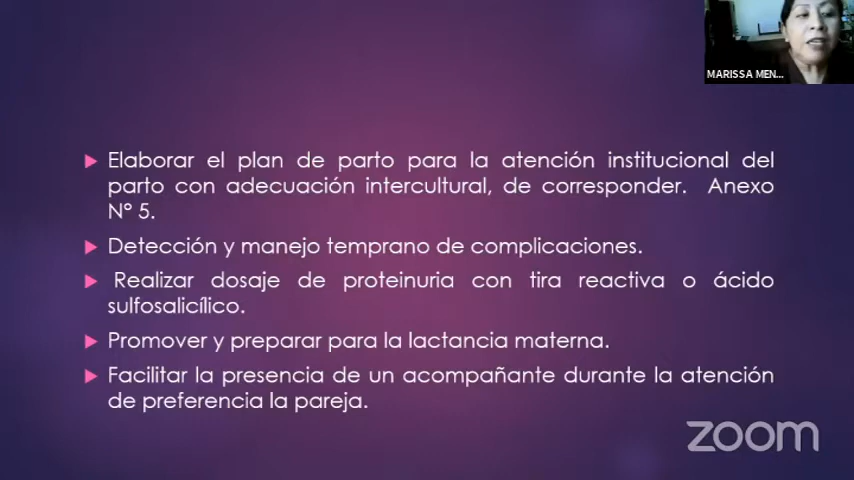 MARISSA MEN...
Elaborar el plan de parto para la atención institucional del
parto con adecuación intercultural, de corresponder. Anexo
N° 5.
Detección y manejo temprano de complicaciones.
Realizar dosaje de proteinuria con tira reactiva o ácido
sulfosalicílico.
Promover y preparar para la lactancia materna.
Facilitar la presencia de un acompañante durante la atención
de preferencia la pareja.
zoom